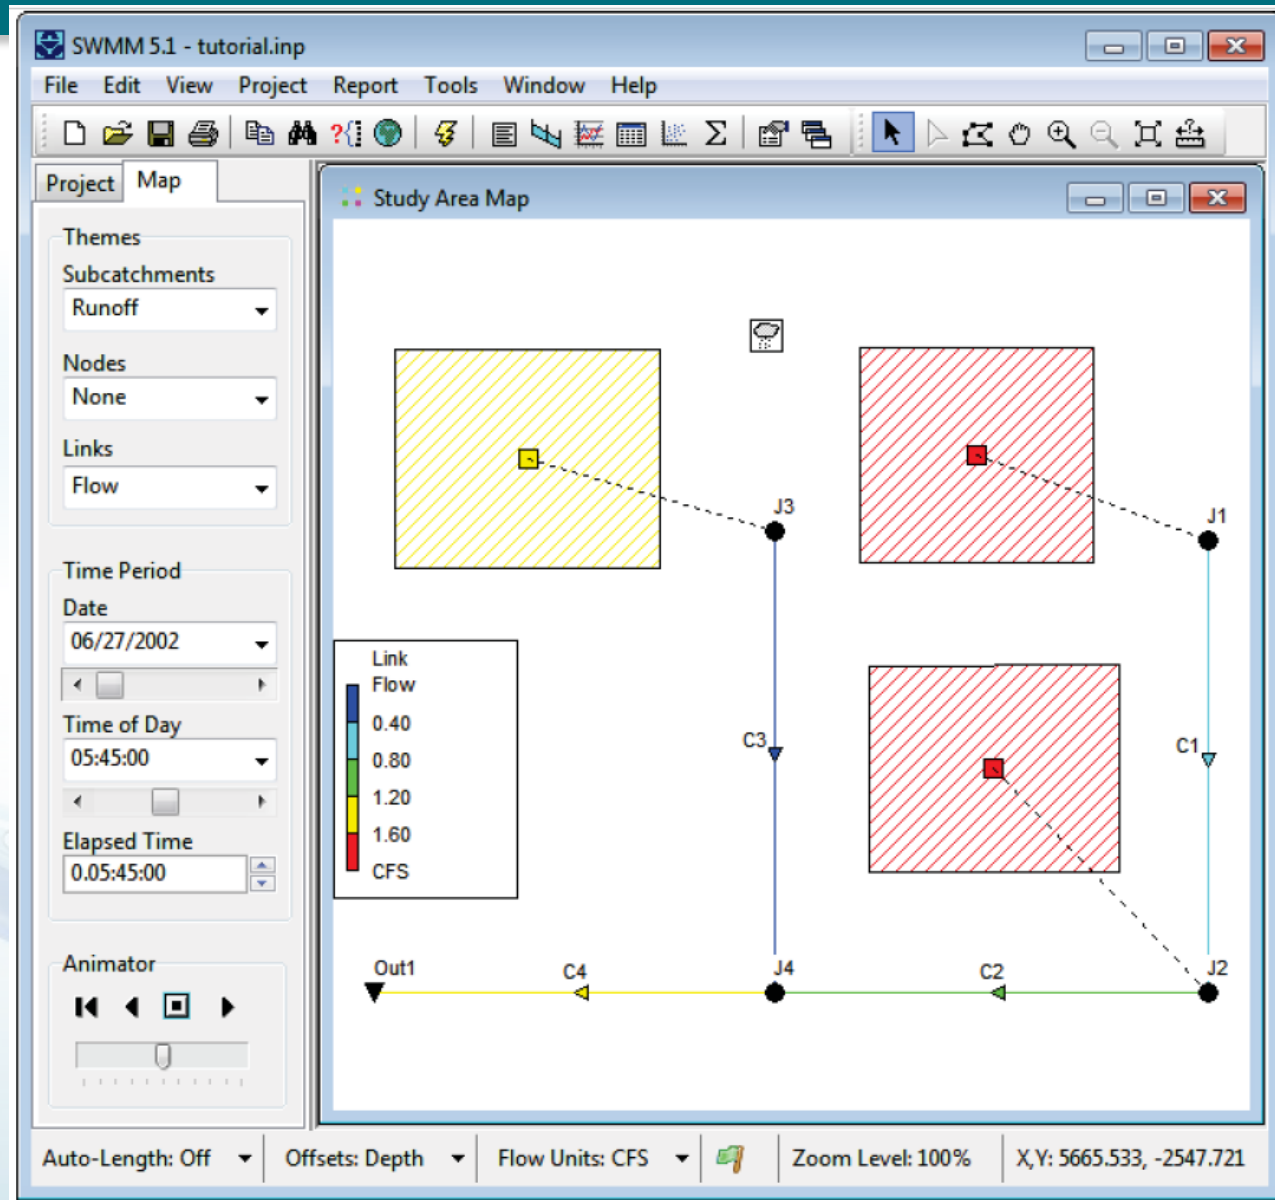 SWMM 5.1 - tutorial.inp
File Edit View Project Report Tools Window Help
Project Map
Study Area Map
Themes
Subcatchments
Runoff
Nodes
None
Links
Flow
Time Period
Date
06/27/2002
Time of Day
05:45:00
Elapsed Time
0.05:45:00
Animator
J3
J1
Link
Flow
0.40
0.80
1.20
1.60
CFS
C3
C1
Out1
C4
J4
C2
J2
Auto-Length: Off Offsets: Depth Flow Units: CFS Zoom Level: 100% X,Y: 5665.533, -2547.721